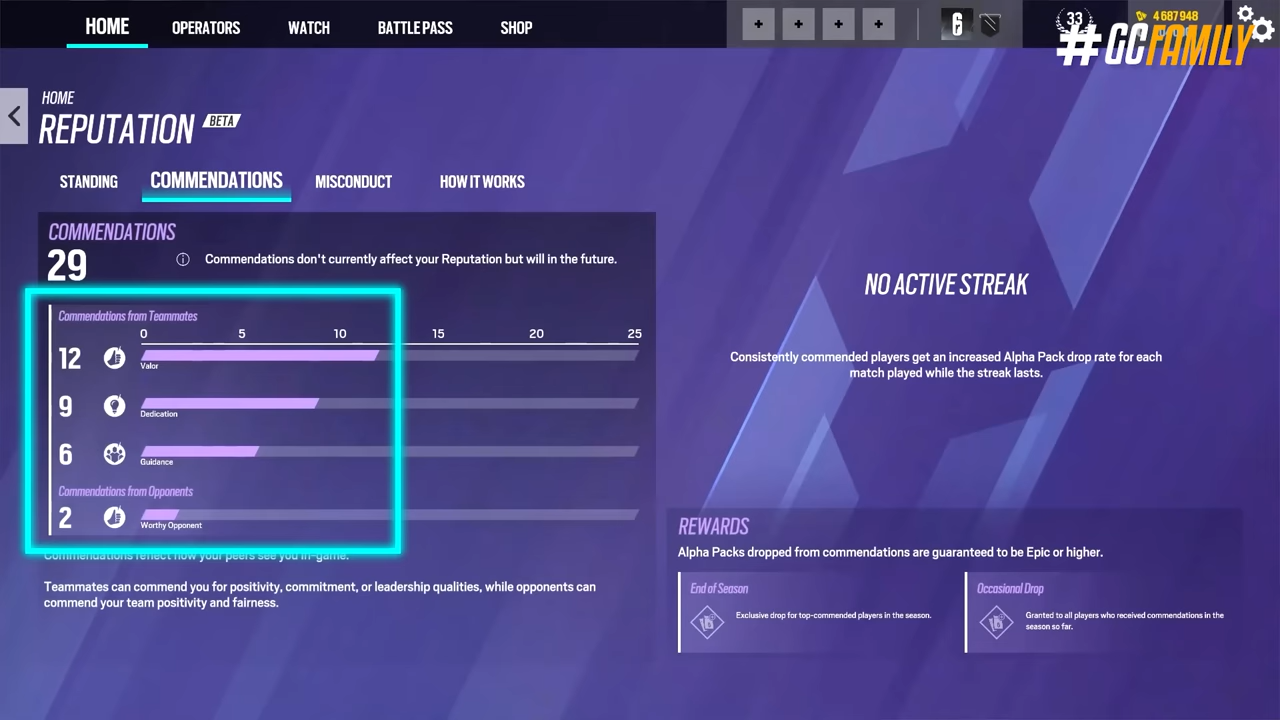 HOME
OPERATORS
WATCH
BATTLE PASS
SHOP
+
+
+
+
6
33
4 687 948
#GCFAMILY
HOME
REPUTATION BETA
STANDING
COMMENDATIONS
MISCONDUCT
HOW IT WORKS
COMMENDATIONS
29
Commendations don't currently affect your Reputation but will in the future.
Commendations from Teammates
0 5 10 15 20 25
12
Valor
9
Dedication
6
Guidance
Commendations from Opponents
2
Worthy Opponent
Commendations reflect how your peers see you in-game.
Teammates can commend you for positivity, commitment, or leadership qualities, while opponents can
commend your team positivity and fairness.
NO ACTIVE STREAK
Consistently commended players get an increased Alpha Pack drop rate for each
match played while the streak lasts.
REWARDS
Alpha Packs dropped from commendations are guaranteed to be Epic or higher.
End of Season
Exclusive drop for top-commended players in the season.
Occasional Drop
Granted to all players who received commendations in the
season so far.